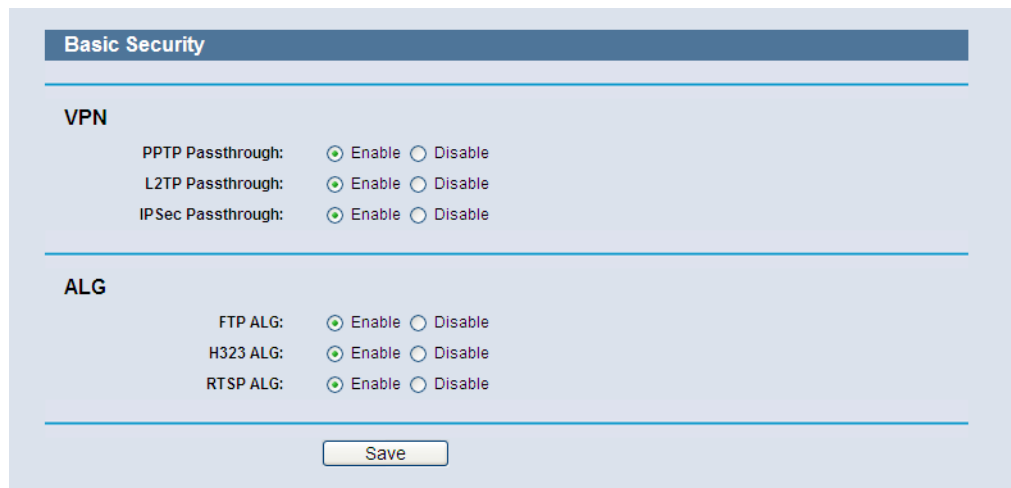 Basic Security
VPN
PPTP Passthrough: Enable Disable
L2TP Passthrough: Enable Disable
IPSec Passthrough: Enable Disable
ALG
FTP ALG: Enable Disable
H323 ALG: Enable Disable
RTSP ALG: Enable Disable
Save